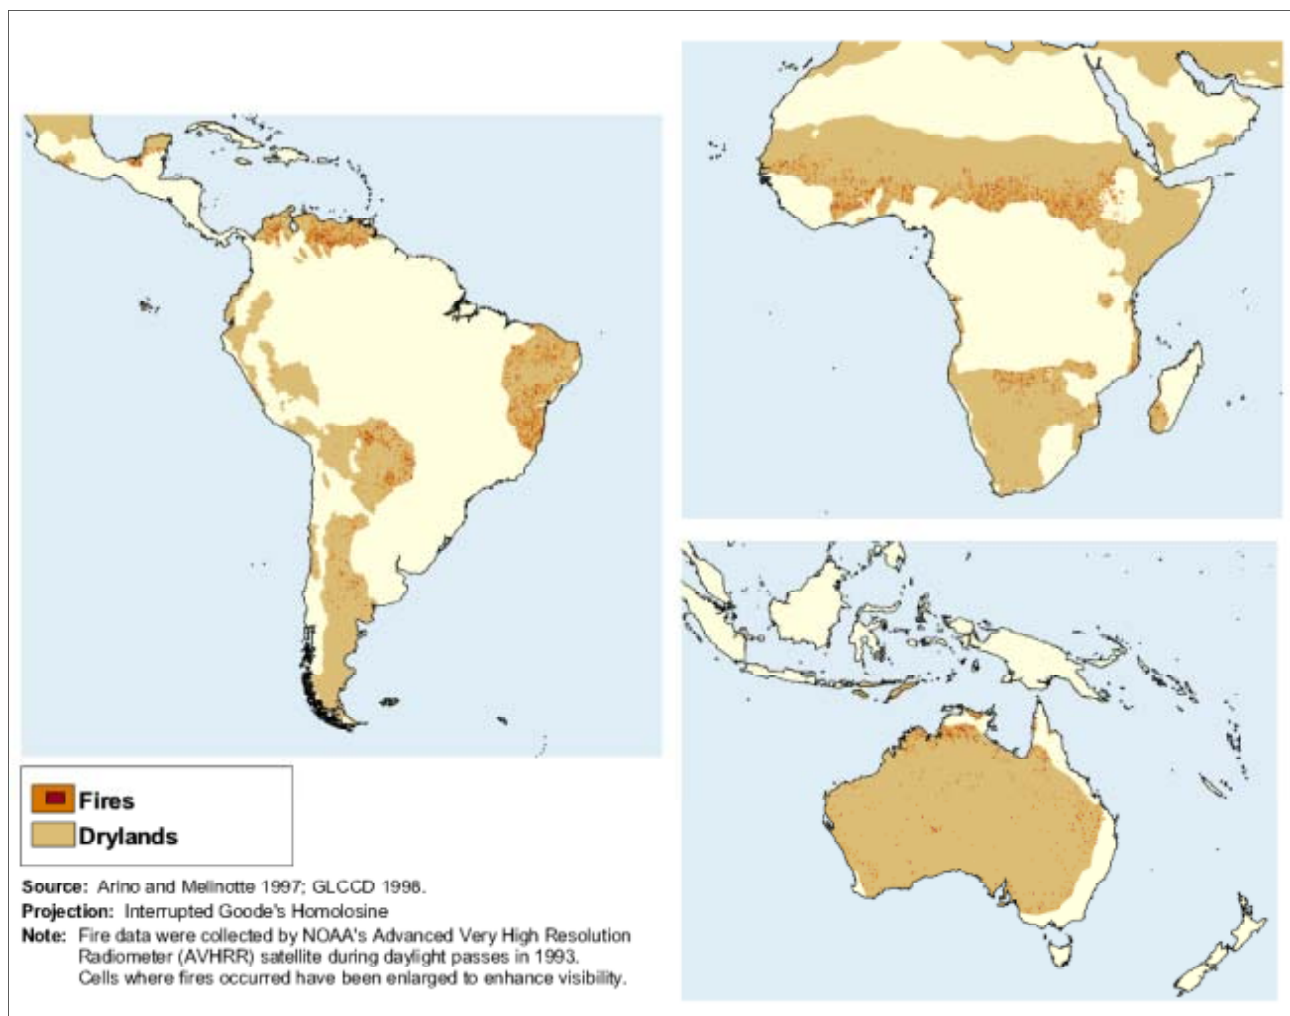 Fires
Drylands
Source: Arino and Melinotte 1997; GLCCD 1998.
Projection: Interrupted Goode's Homolosine
Note: Fire data were collected by NOAA's Advanced Very High Resolution
Radiometer (AVHRR) satellite during daylight passes in 1993.
Cells where fires occurred have been enlarged to enhance visibility.